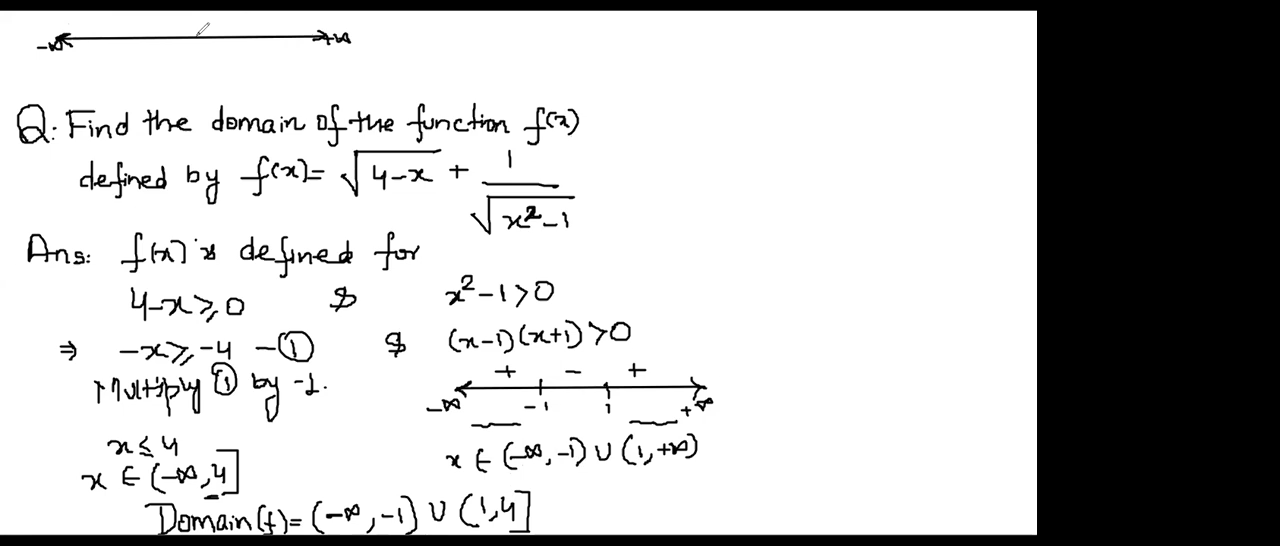 -∞ +∞
Q: Find the domain of the function f(x)
defined by f(x)= √(4-x) + 1/√(x²-1)
Ans: f(x) is defined for
4-x ≥ 0 & x²-1 > 0
⇒ -x ≥ -4 -① & (x-1)(x+1) > 0
Multiply ① by -1.
+ - +
-∞ -1 1 +∞
x ≤ 4
x ∈ (-∞, 4]
x ∈ (-∞, -1) ∪ (1, +∞)
Domain(f) = (-∞, -1) ∪ (1, 4]